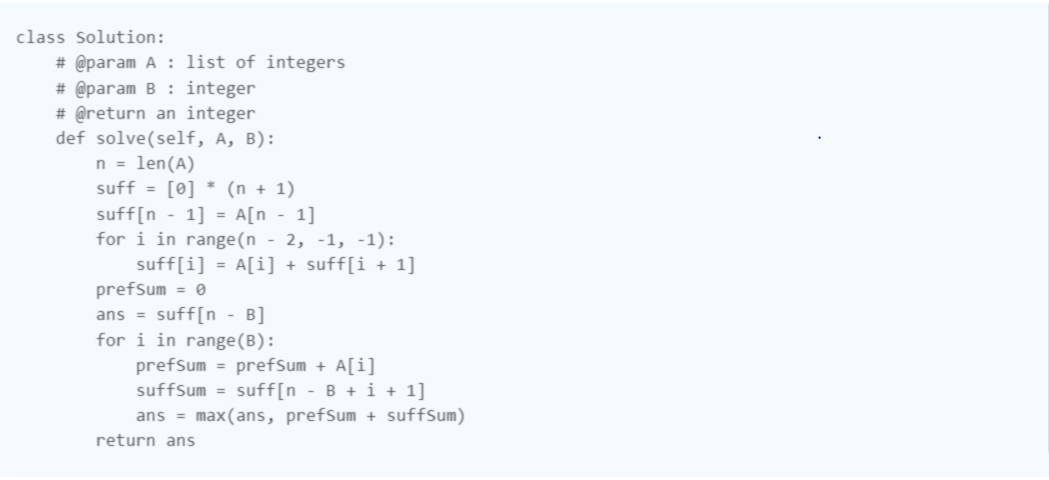 class Solution:
    # @param A : list of integers
    # @param B : integer
    # @return an integer
    def solve(self, A, B):
        n = len(A)
        suff = [0] * (n + 1)
        suff[n - 1] = A[n - 1]
        for i in range(n - 2, -1, -1):
            suff[i] = A[i] + suff[i + 1]
        prefSum = 0
        ans = suff[n - B]
        for i in range(B):
            prefSum = prefSum + A[i]
            suffSum = suff[n - B + i + 1]
            ans = max(ans, prefSum + suffSum)
        return ans